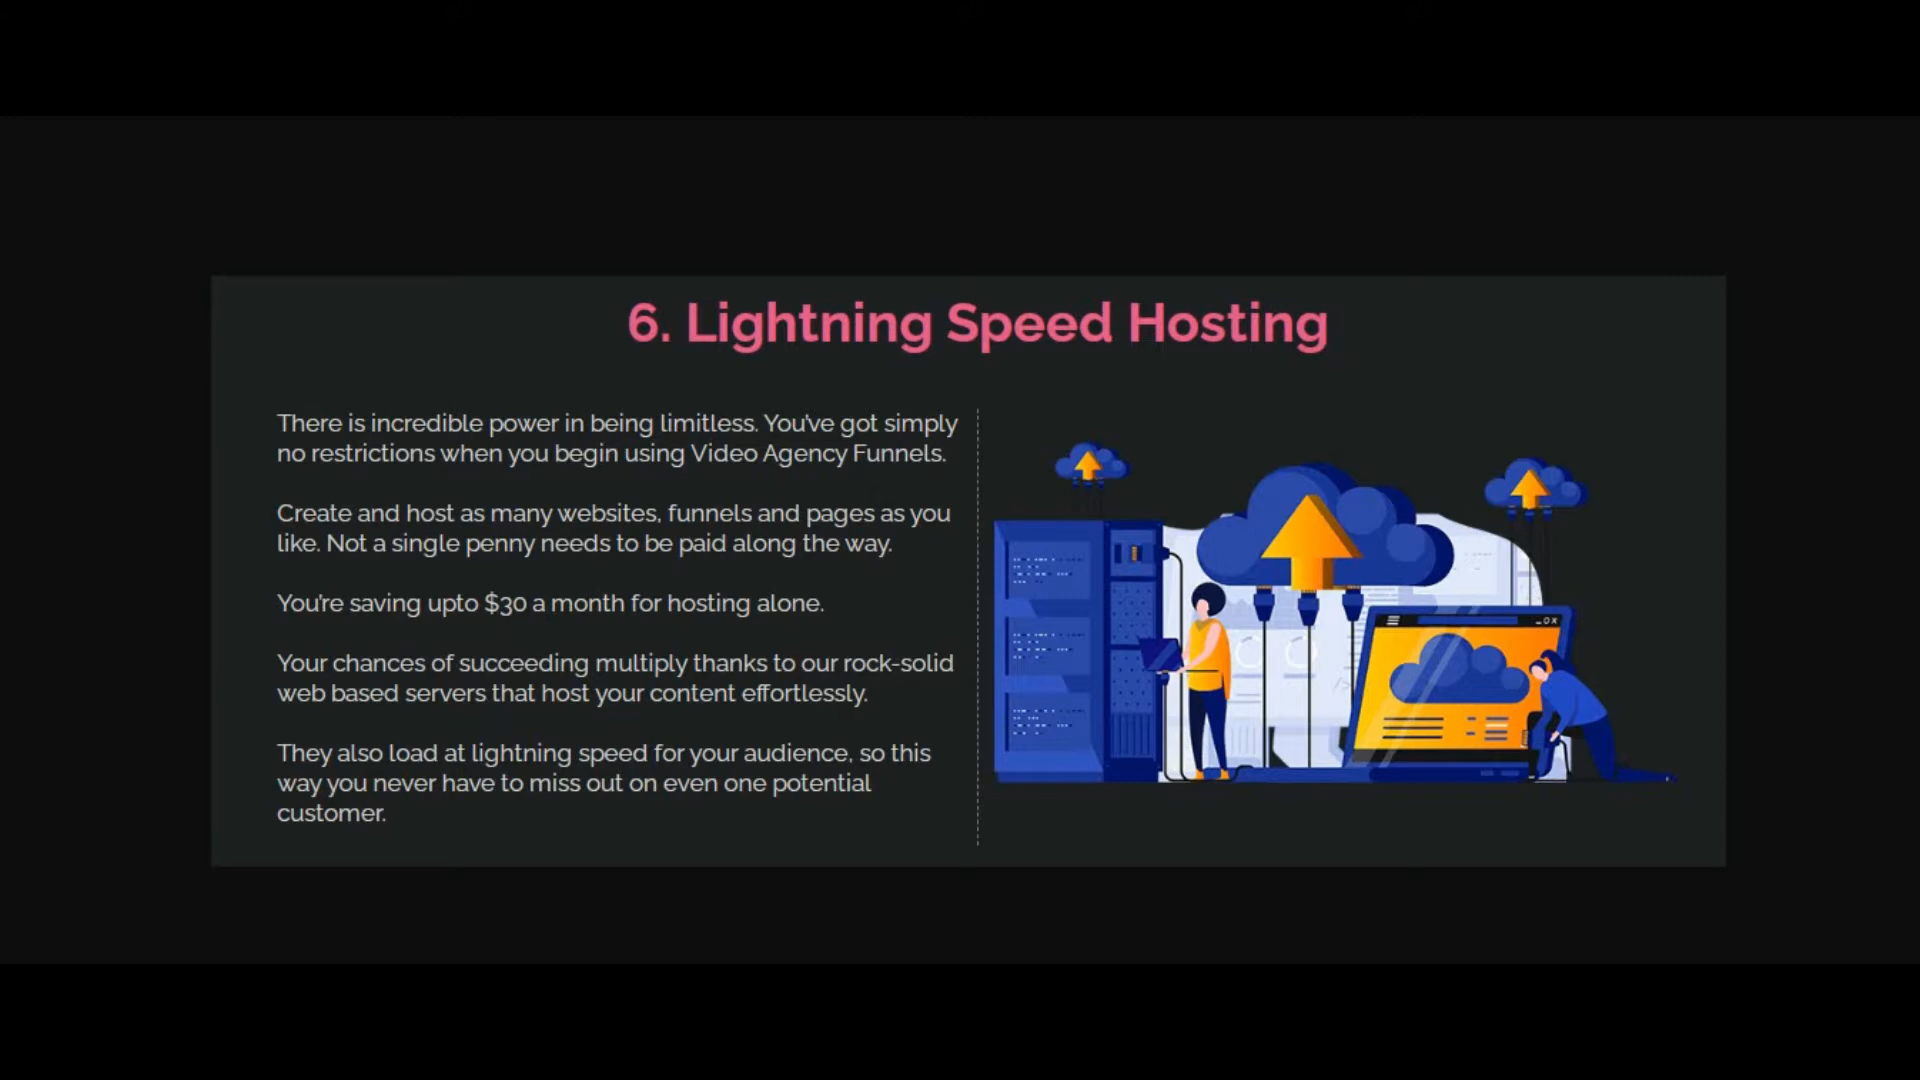 6. Lightning Speed Hosting
There is incredible power in being limitless. You've got simply
no restrictions when you begin using Video Agency Funnels.
Create and host as many websites, funnels and pages as you
like. Not a single penny needs to be paid along the way.
You're saving upto $30 a month for hosting alone.
Your chances of succeeding multiply thanks to our rock-solid
web based servers that host your content effortlessly.
They also load at lightning speed for your audience, so this
way you never have to miss out on even one potential
customer.